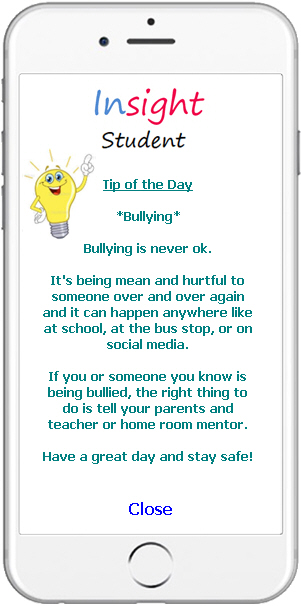 Insight
Student
Tip of the Day
*Bullying*
Bullying is never ok.
It's being mean and hurtful to
someone over and over again
and it can happen anywhere like
at school, at the bus stop, or on
social media.
If you or someone you know is
being bullied, the right thing to
do is tell your parents and
teacher or home room mentor.
Have a great day and stay safe!
Close